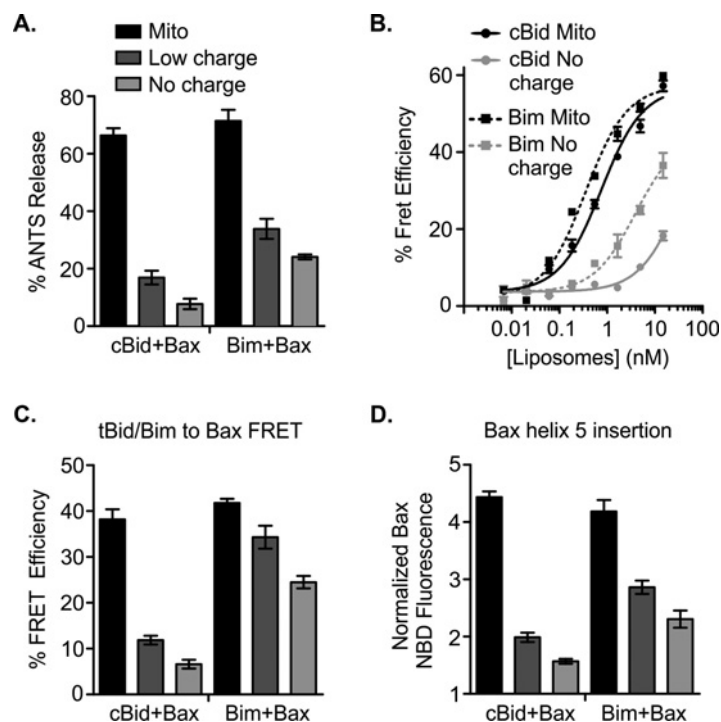 A.
Mito
Low charge
No charge
% ANTS Release
80
60
40
20
0
cBid+Bax
Bim+Bax
B.
cBid Mito
cBid No
charge
Bim Mito
Bim No
charge
% Fret Efficiency
60
40
20
0
0.01
0.1
1
10
100
[Liposomes] (nM)
C.
tBid/Bim to Bax FRET
% FRET Efficiency
50
40
30
20
10
0
cBid+Bax
Bim+Bax
D.
Bax helix 5 insertion
Normalized Bax
NBD Fluorescence
5
4
3
2
1
cBid+Bax
Bim+Bax